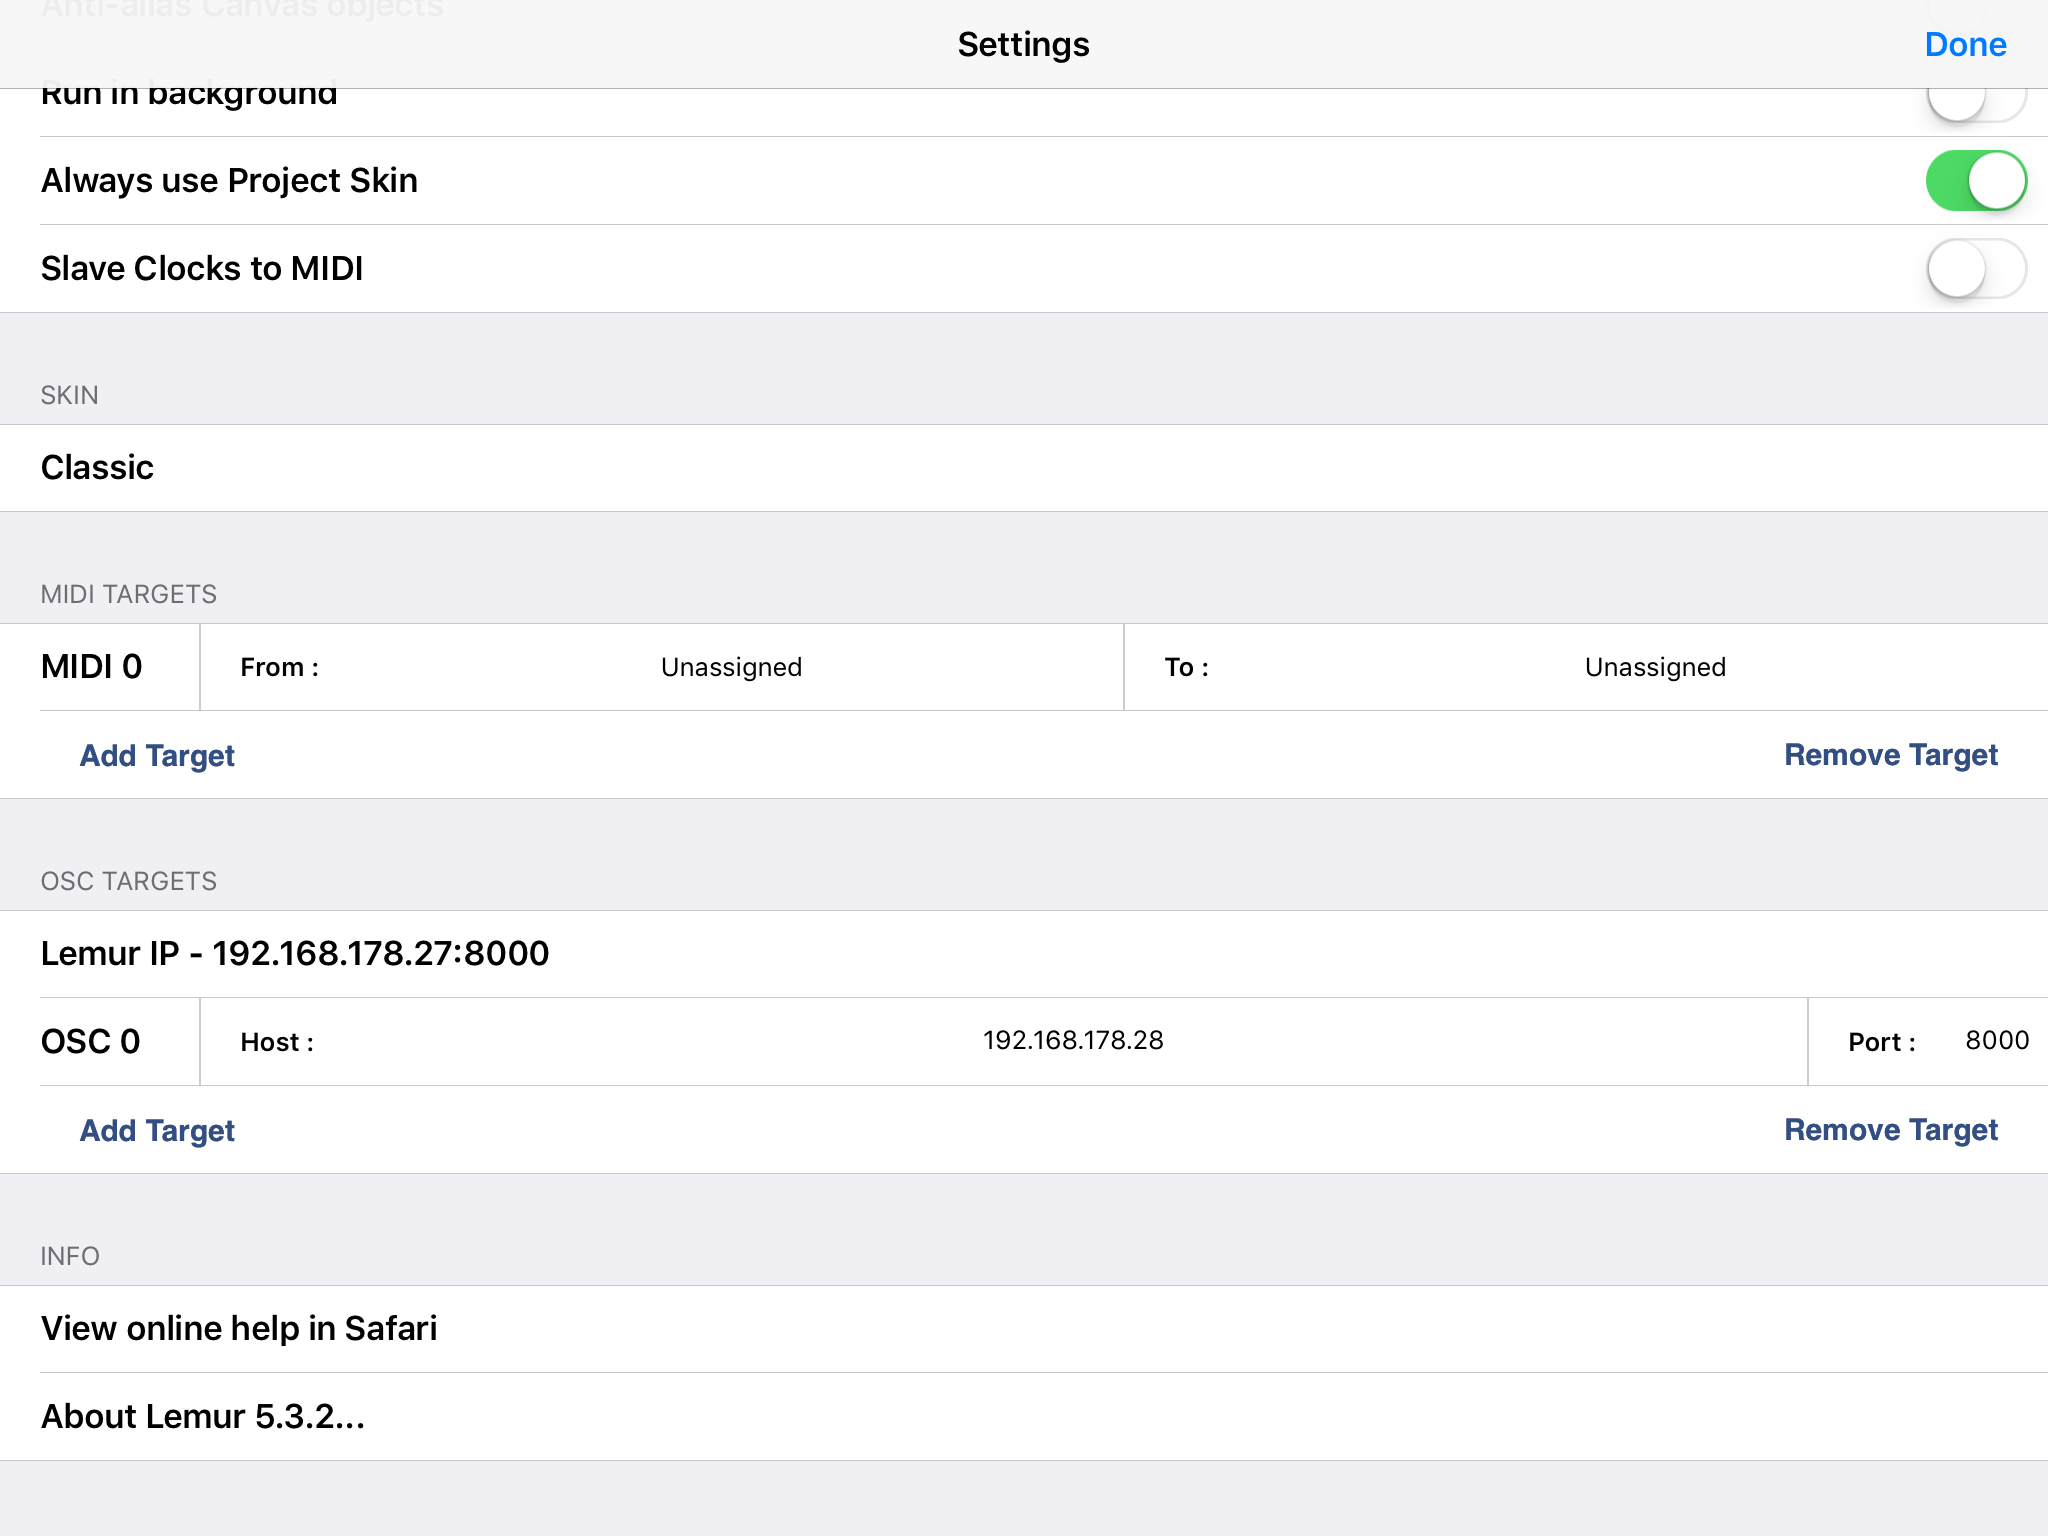 Anti-alias Canvas objects
Settings
Done
Run in background
Always use Project Skin
Slave Clocks to MIDI
SKIN
Classic
MIDI TARGETS
MIDI 0 From : Unassigned To : Unassigned
Add Target Remove Target
OSC TARGETS
Lemur IP - 192.168.178.27:8000
OSC 0 Host : 192.168.178.28 Port : 8000
Add Target Remove Target
INFO
View online help in Safari
About Lemur 5.3.2...